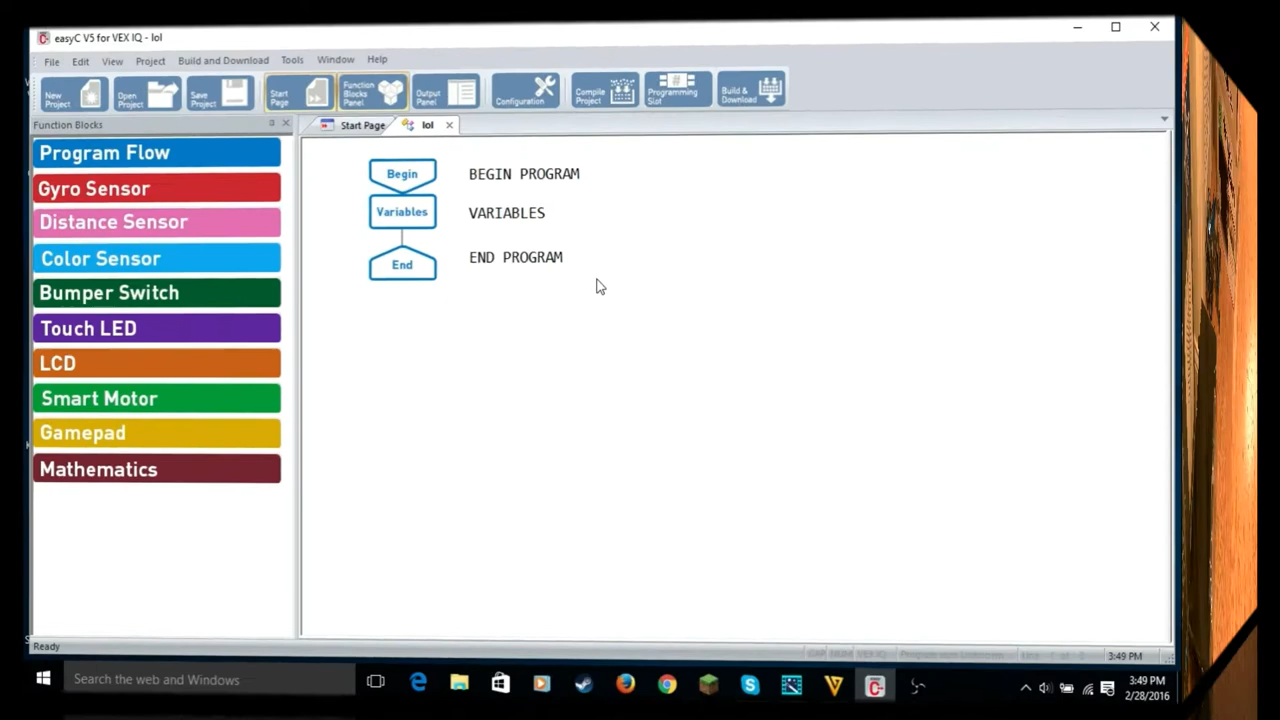 easyC V5 for VEX IQ - lol
File Edit View Project Build and Download Tools Window Help
New Project
Open Project
Save Project
Start Page
Function Blocks Panel
Output Panel
Configuration
Compile Project
Programming Slot
Build & Download
Function Blocks
Start Page
lol
Program Flow
Gyro Sensor
Distance Sensor
Color Sensor
Bumper Switch
Touch LED
LCD
Smart Motor
Gamepad
Mathematics
Begin BEGIN PROGRAM
Variables VARIABLES
End END PROGRAM
Ready
CAP NUM VEX IQ
3:49 PM
Search the web and Windows
3:49 PM
2/28/2016